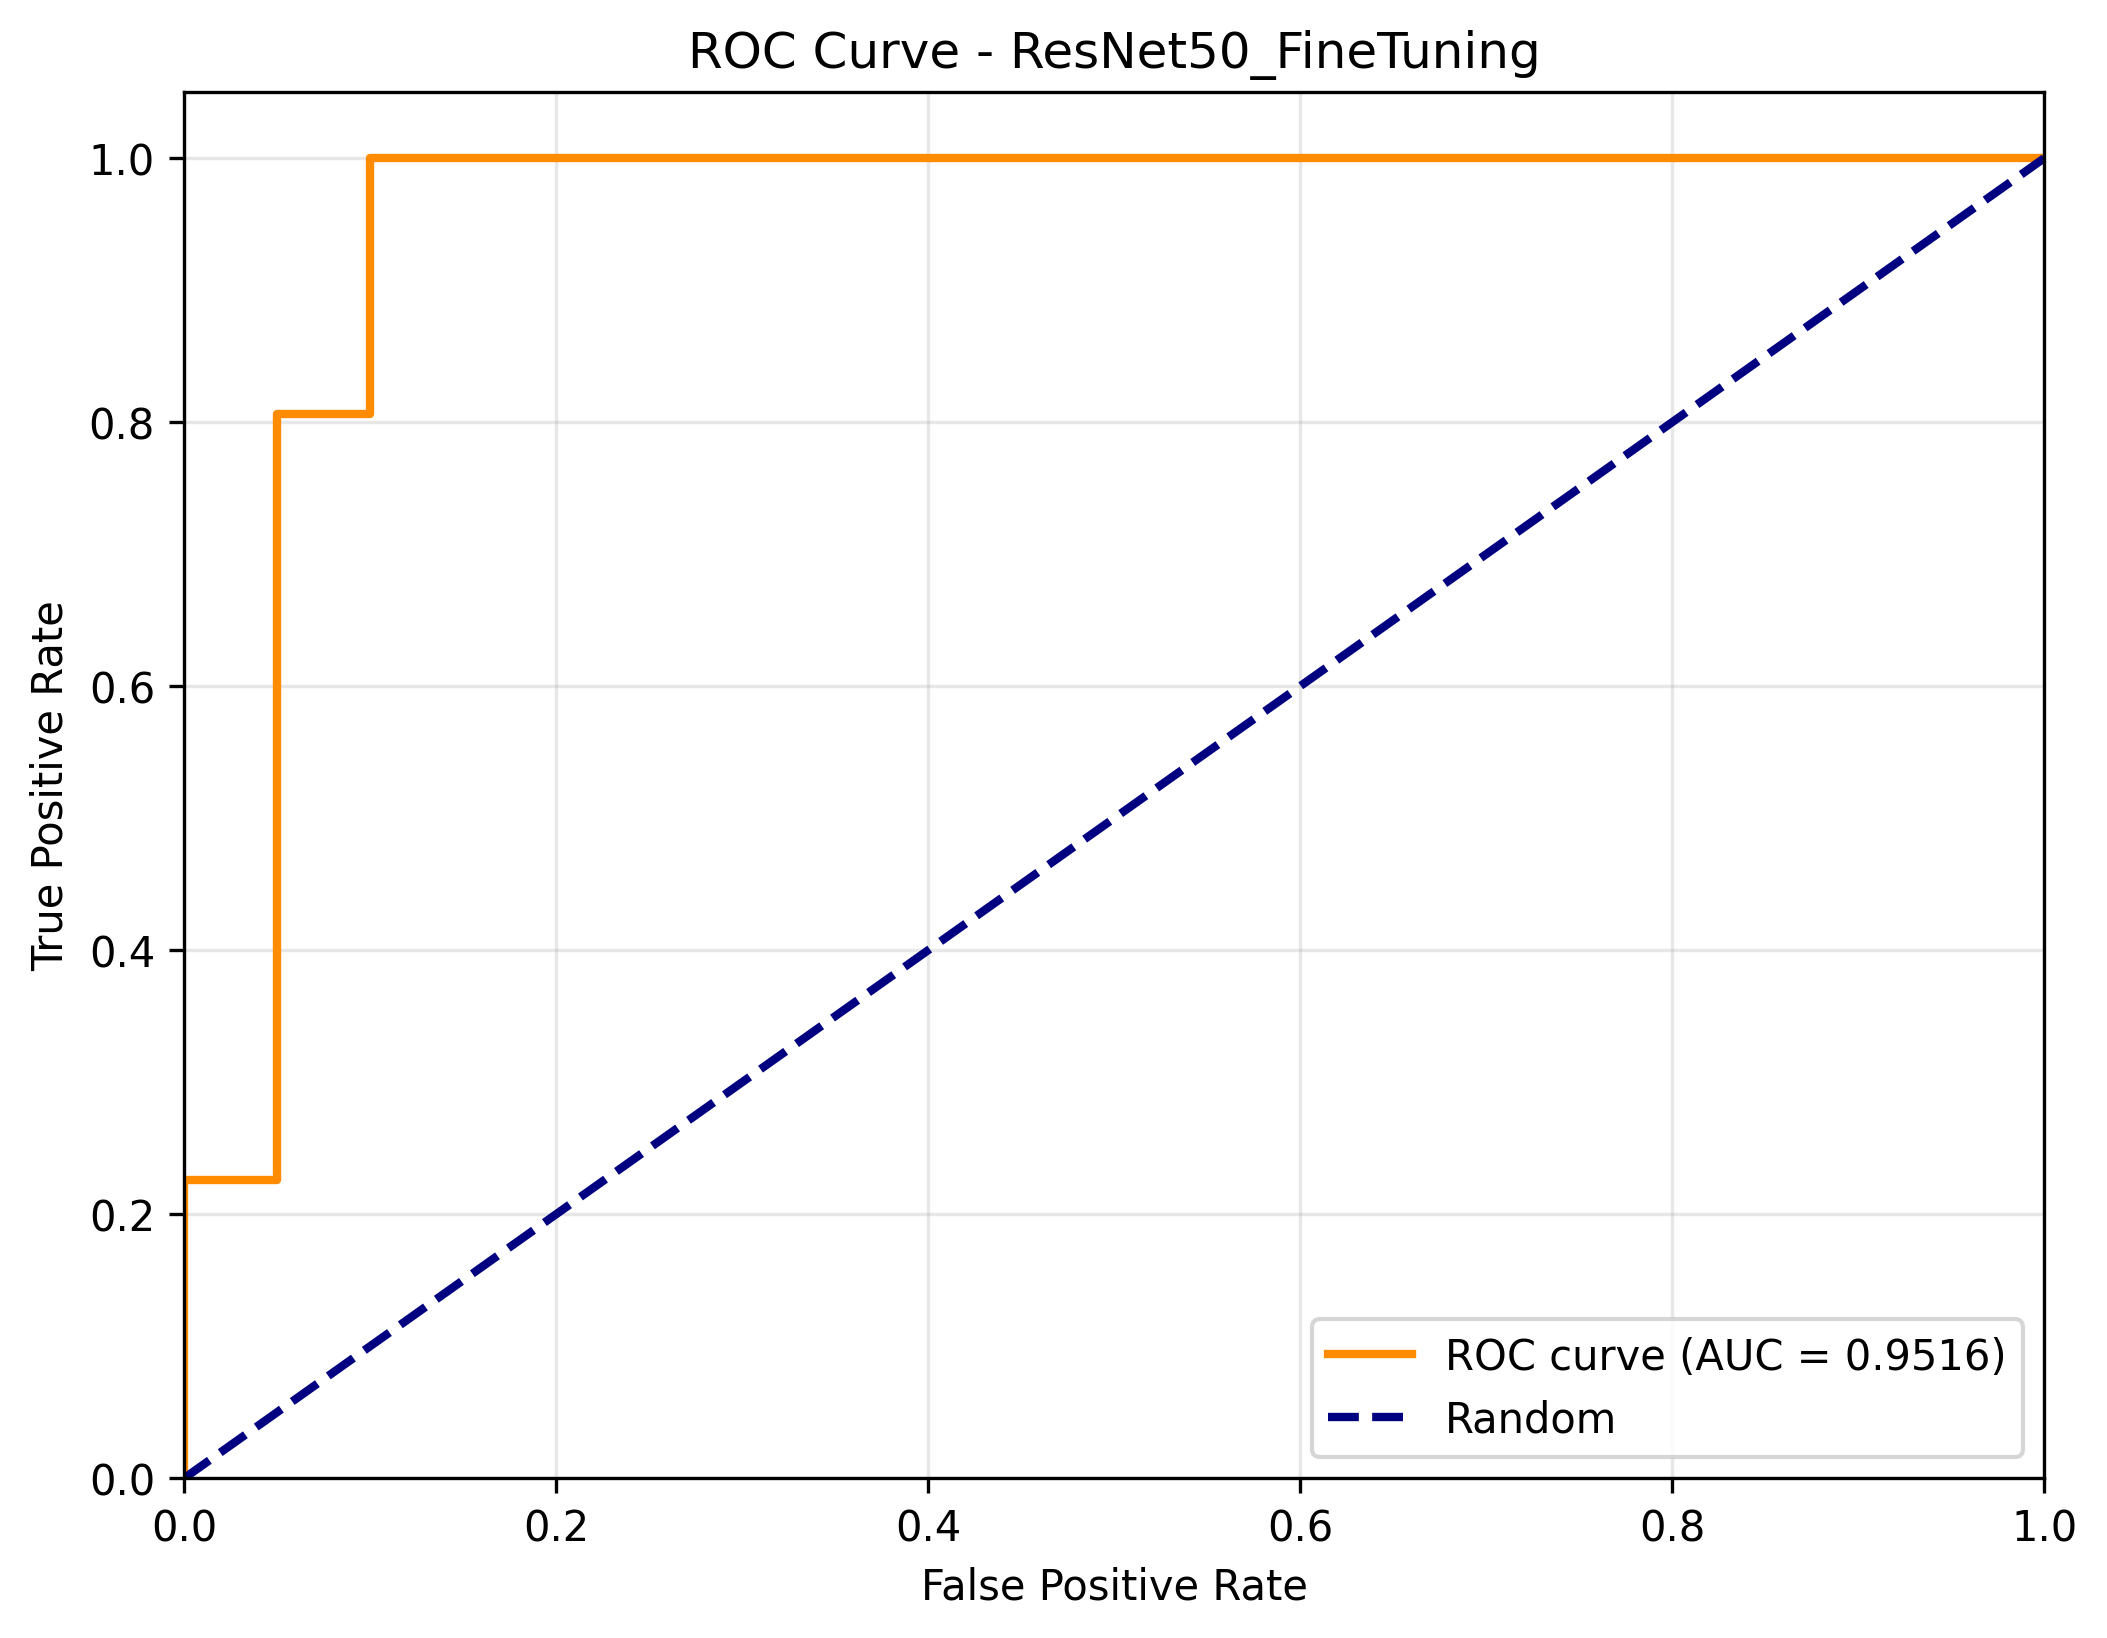 ROC Curve - ResNet50_FineTuning
True Positive Rate
1.0
0.8
0.6
0.4
0.2
0.0
0.0 0.2 0.4 0.6 0.8 1.0
False Positive Rate
ROC curve (AUC = 0.9516)
Random